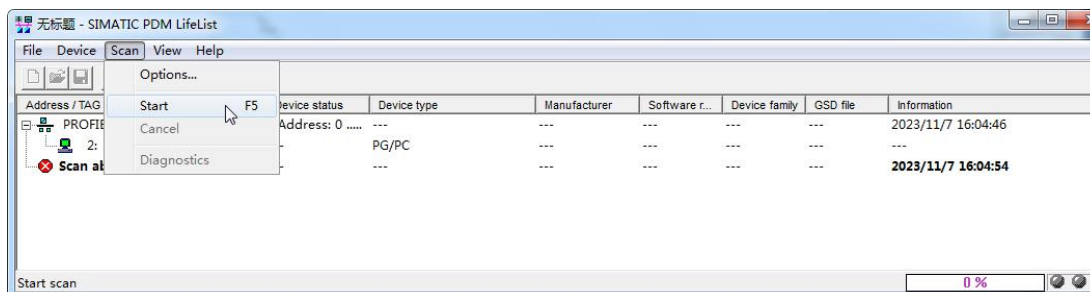 无标题 - SIMATIC PDM LifeList
File Device Scan View Help
Options...
Address / TAG Device status Device type Manufacturer Software r... Device family GSD file Information
Start F5
PROFIB Address: 0 ..... --- --- --- --- --- 2023/11/7 16:04:46
Cancel
2: PG/PC --- --- --- --- ---
Diagnostics
Scan ab --- --- --- --- --- 2023/11/7 16:04:54
Start scan 0 %